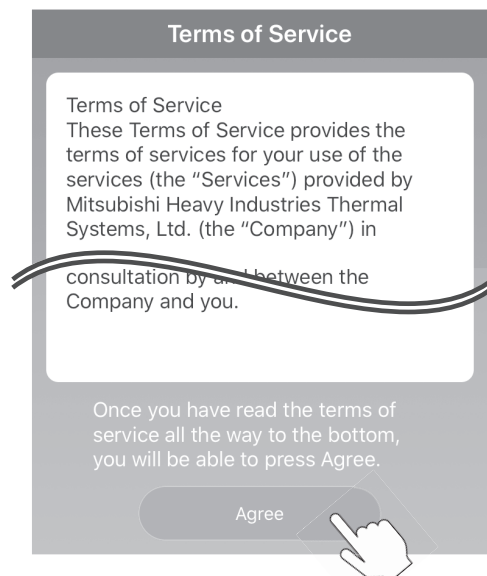 Terms of Service
Terms of Service
These Terms of Service provides the
terms of services for your use of the
services (the “Services”) provided by
Mitsubishi Heavy Industries Thermal
Systems, Ltd. (the “Company”) in
consultation by and between the
Company and you.
Once you have read the terms of
service all the way to the bottom,
you will be able to press Agree.
Agree